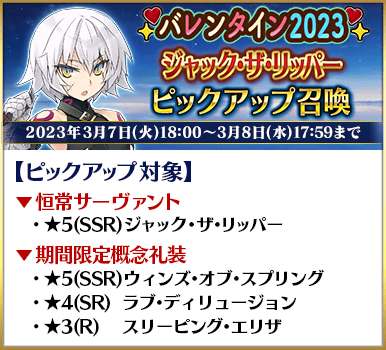 バレンタイン2023
ジャック・ザ・リッパー
ピックアップ召喚
2023年3月7日(火)18:00～3月8日(水)17:59まで
【ピックアップ対象】
▼恒常サーヴァント
・★5(SSR)ジャック・ザ・リッパー
▼期間限定概念礼装
・★5(SSR)ウィンズ・オブ・スプリング
・★4(SR) ラブ・ディリュージョン
・★3(R) スリーピング・エリザ